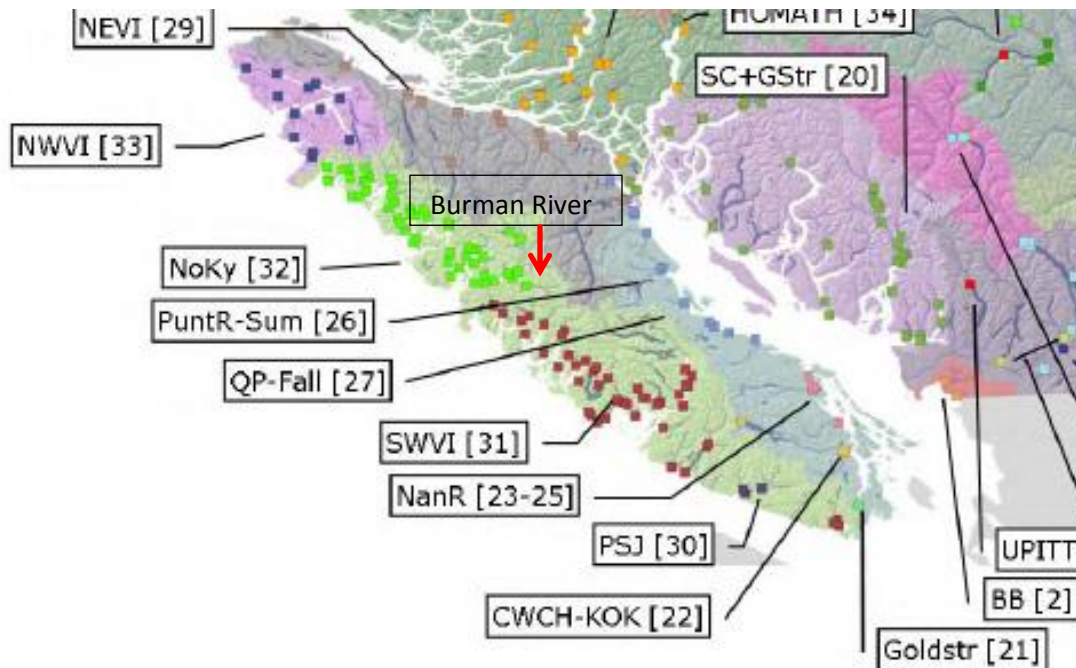 HOMATH [34]
NEVI [29]
SC+GStr [20]
NWVI [33]
Burman River
NoKy [32]
PuntR-Sum [26]
QP-Fall [27]
SWVI [31]
NanR [23-25]
PSJ [30]
UPITT
BB [2]
CWCH-KOK [22]
Goldstr [21]